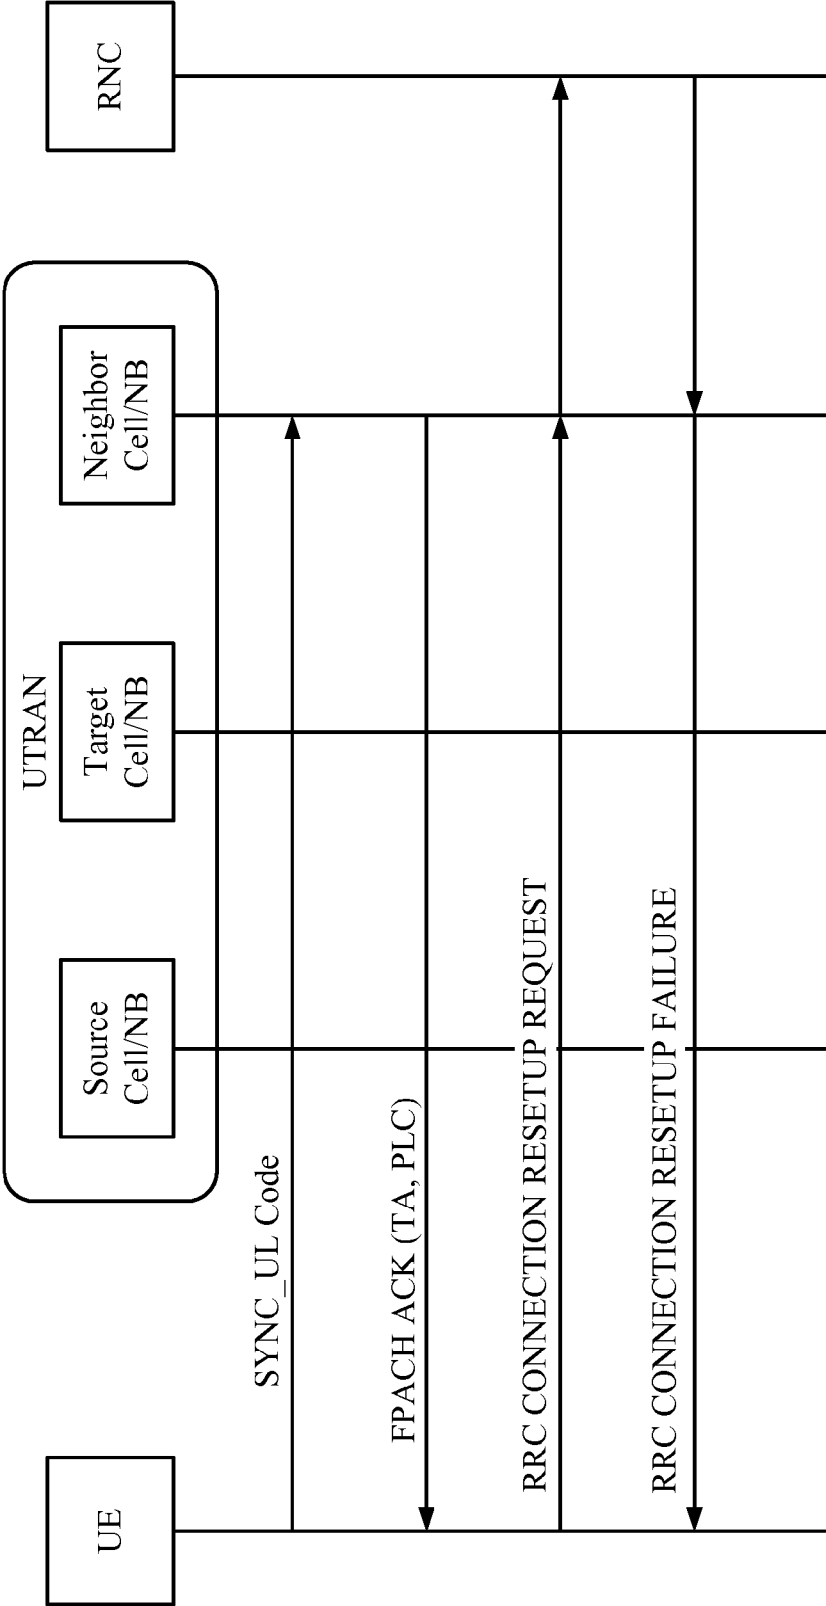 UTRAN
UE
Source
Cell/NB
Target
Cell/NB
Neighbor
Cell/NB
RNC
SYNC_UL Code
FPACH ACK (TA, PLC)
RRC CONNECTION RESETUP REQUEST
RRC CONNECTION RESETUP FAILURE